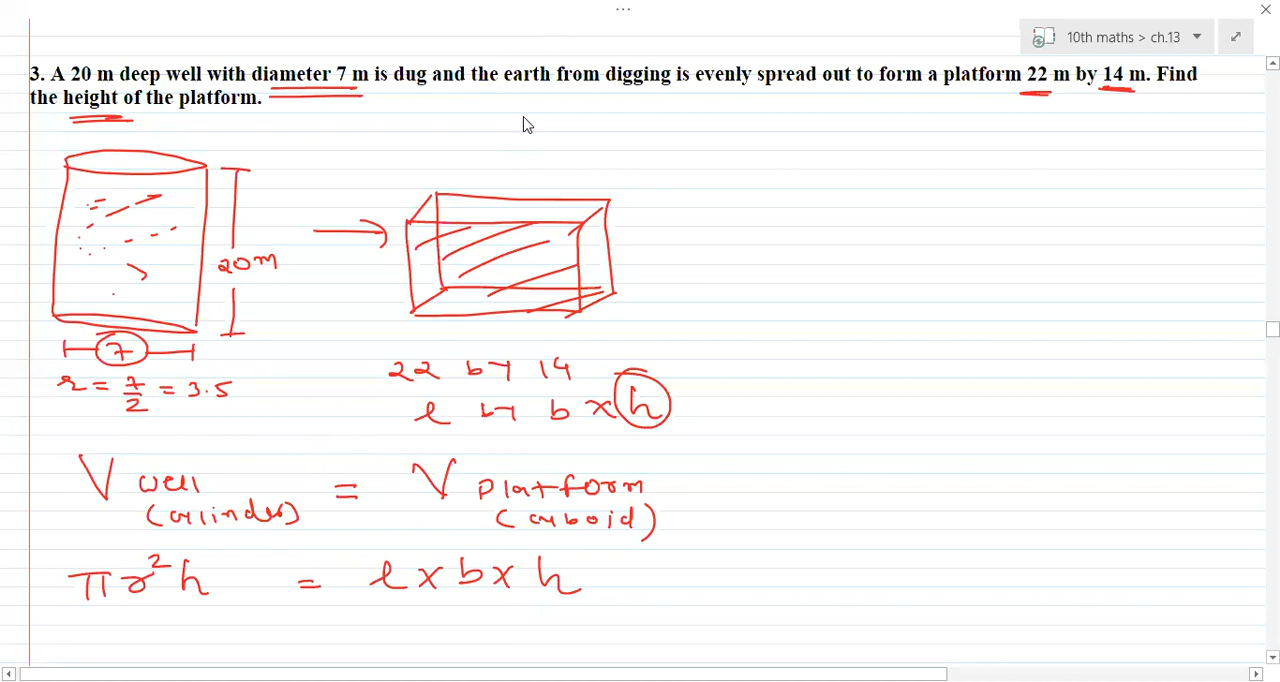 10th maths > ch.13
3. A 20 m deep well with diameter 7 m is dug and the earth from digging is evenly spread out to form a platform 22 m by 14 m. Find
the height of the platform.
20m
7
r = 7/2 = 3.5
22 by 14
l by b x h
V well = V platform
(cylinder) (cuboid)
πr²h = l x b x h